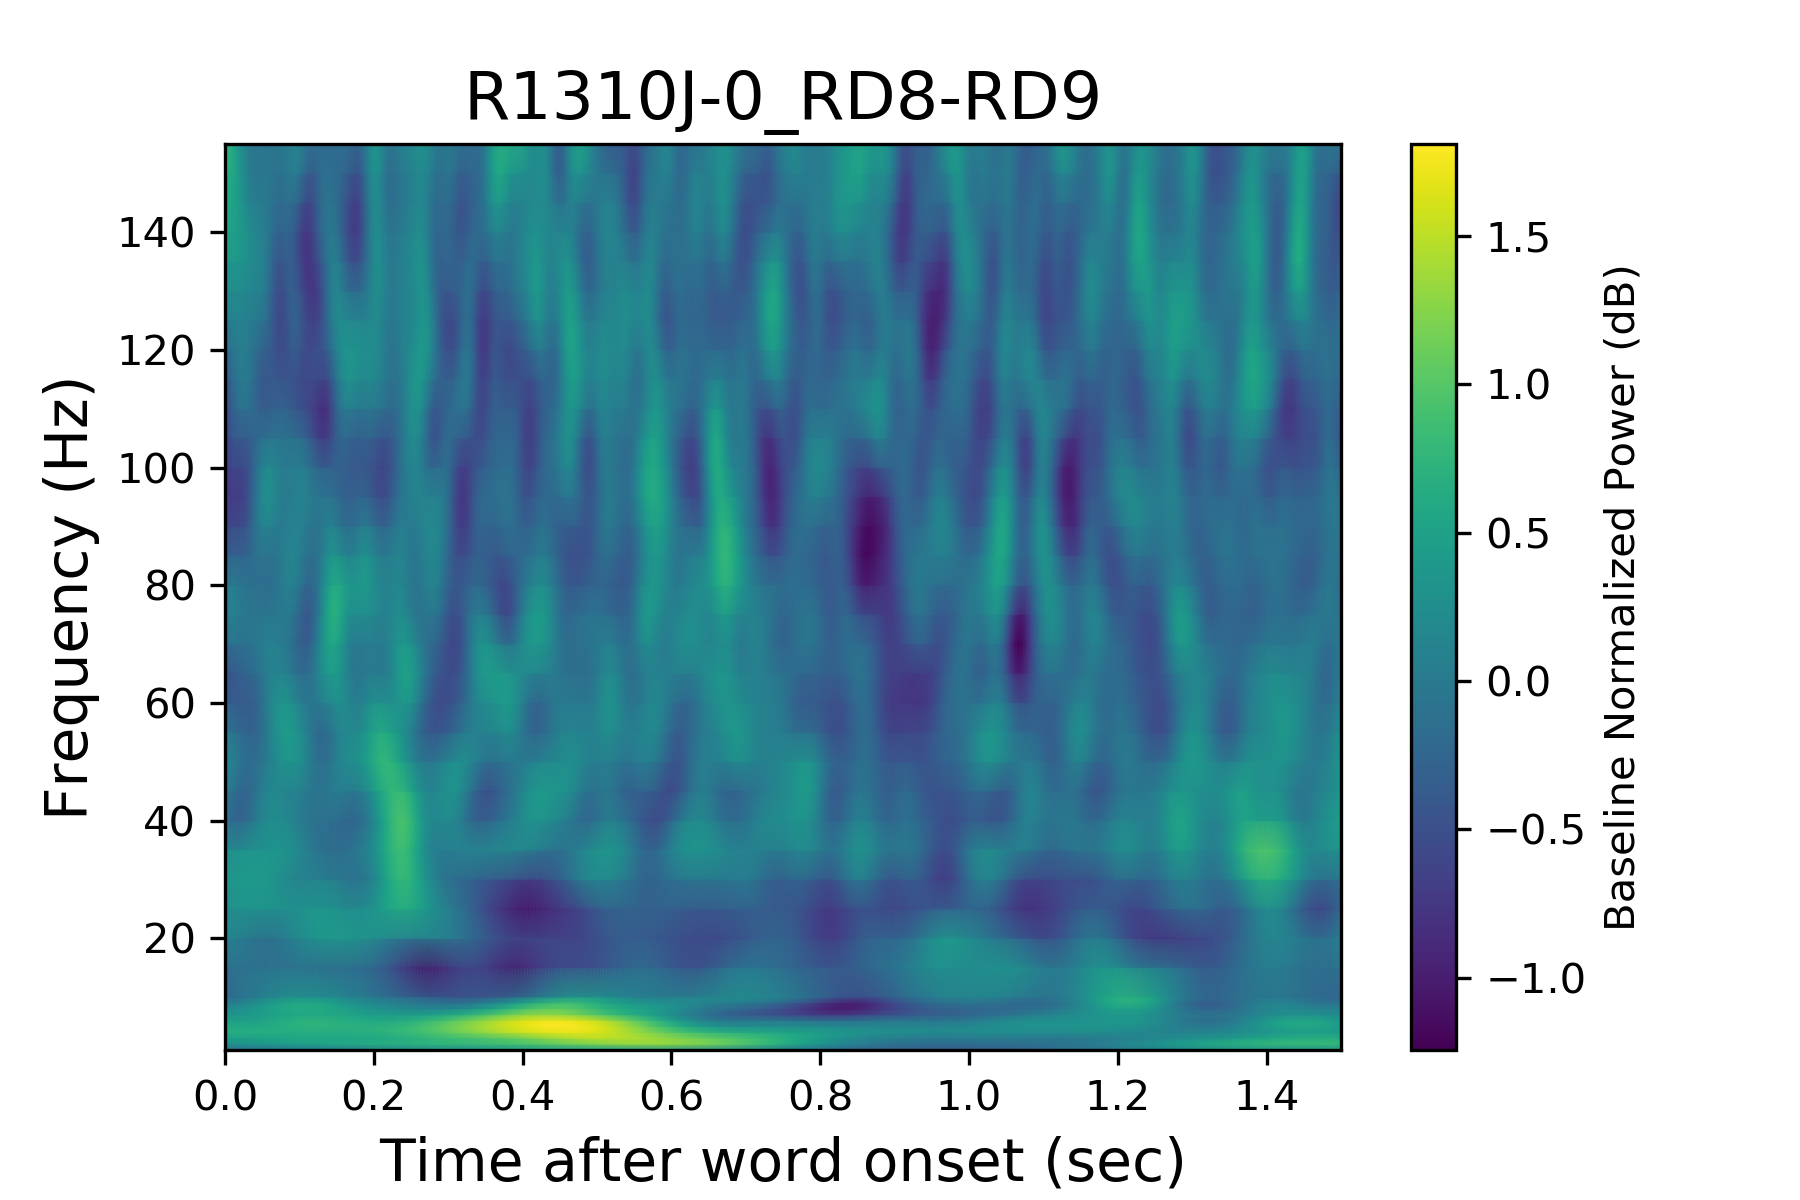 R1310J-0_RD8-RD9
140
120
100
80
60
40
20
Frequency (Hz)
0.0 0.2 0.4 0.6 0.8 1.0 1.2 1.4
Time after word onset (sec)
1.5
1.0
0.5
0.0
−0.5
−1.0
Baseline Normalized Power (dB)